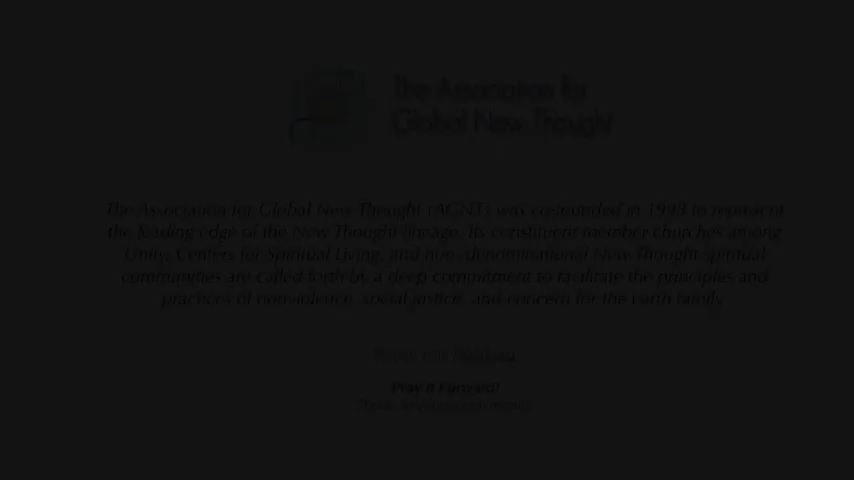 The Association for
Global New Thought
The Association for Global New Thought (AGNT) was co-founded in 1993 to represent
the leading edge of the New Thought lineage. Its constituent member churches among
Unity, Centers for Spiritual Living, and non-denominational New Thought spiritual
communities are called forth by a deep commitment to facilitate the principles and
practices of nonviolence, social justice, and concern for the earth family
Pray it Forward!